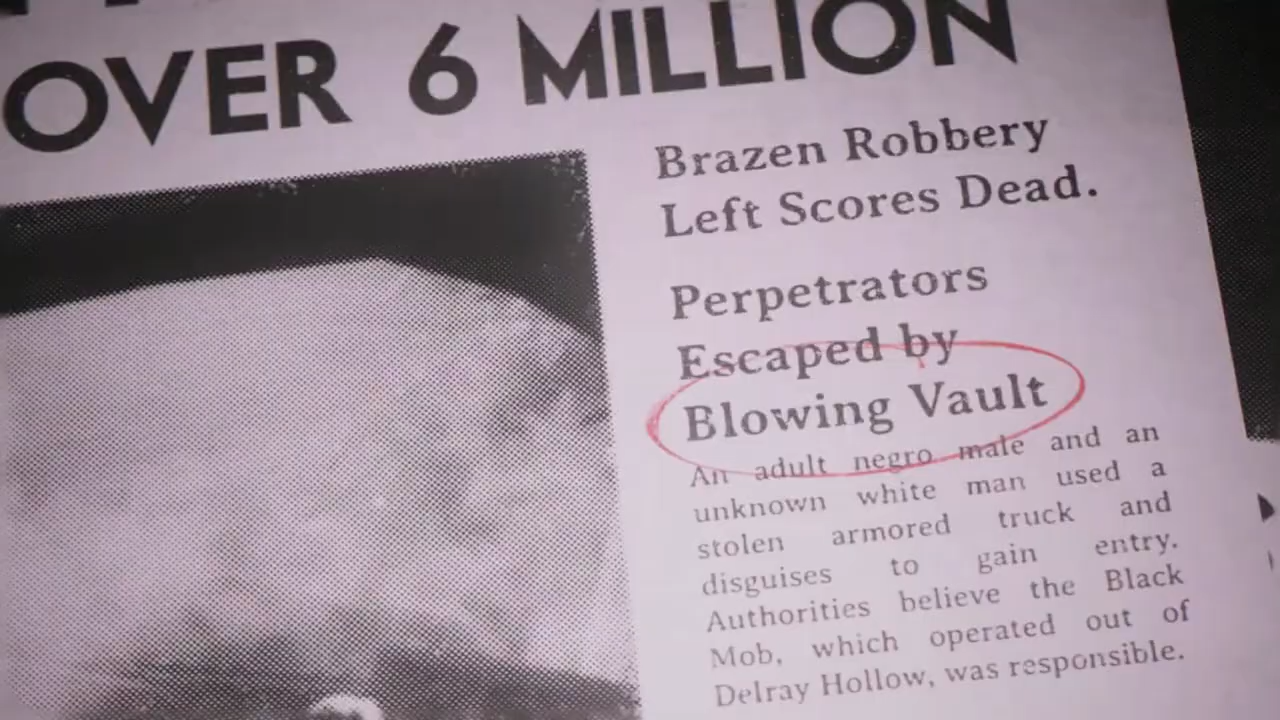 OVER 6 MILLION
Brazen Robbery
Left Scores Dead.
Perpetrators
Escaped by
Blowing Vault
An adult negro male and an
unknown white man used a
stolen armored truck and
disguises to gain entry.
Authorities believe the Black
Mob, which operated out of
Delray Hollow, was responsible.